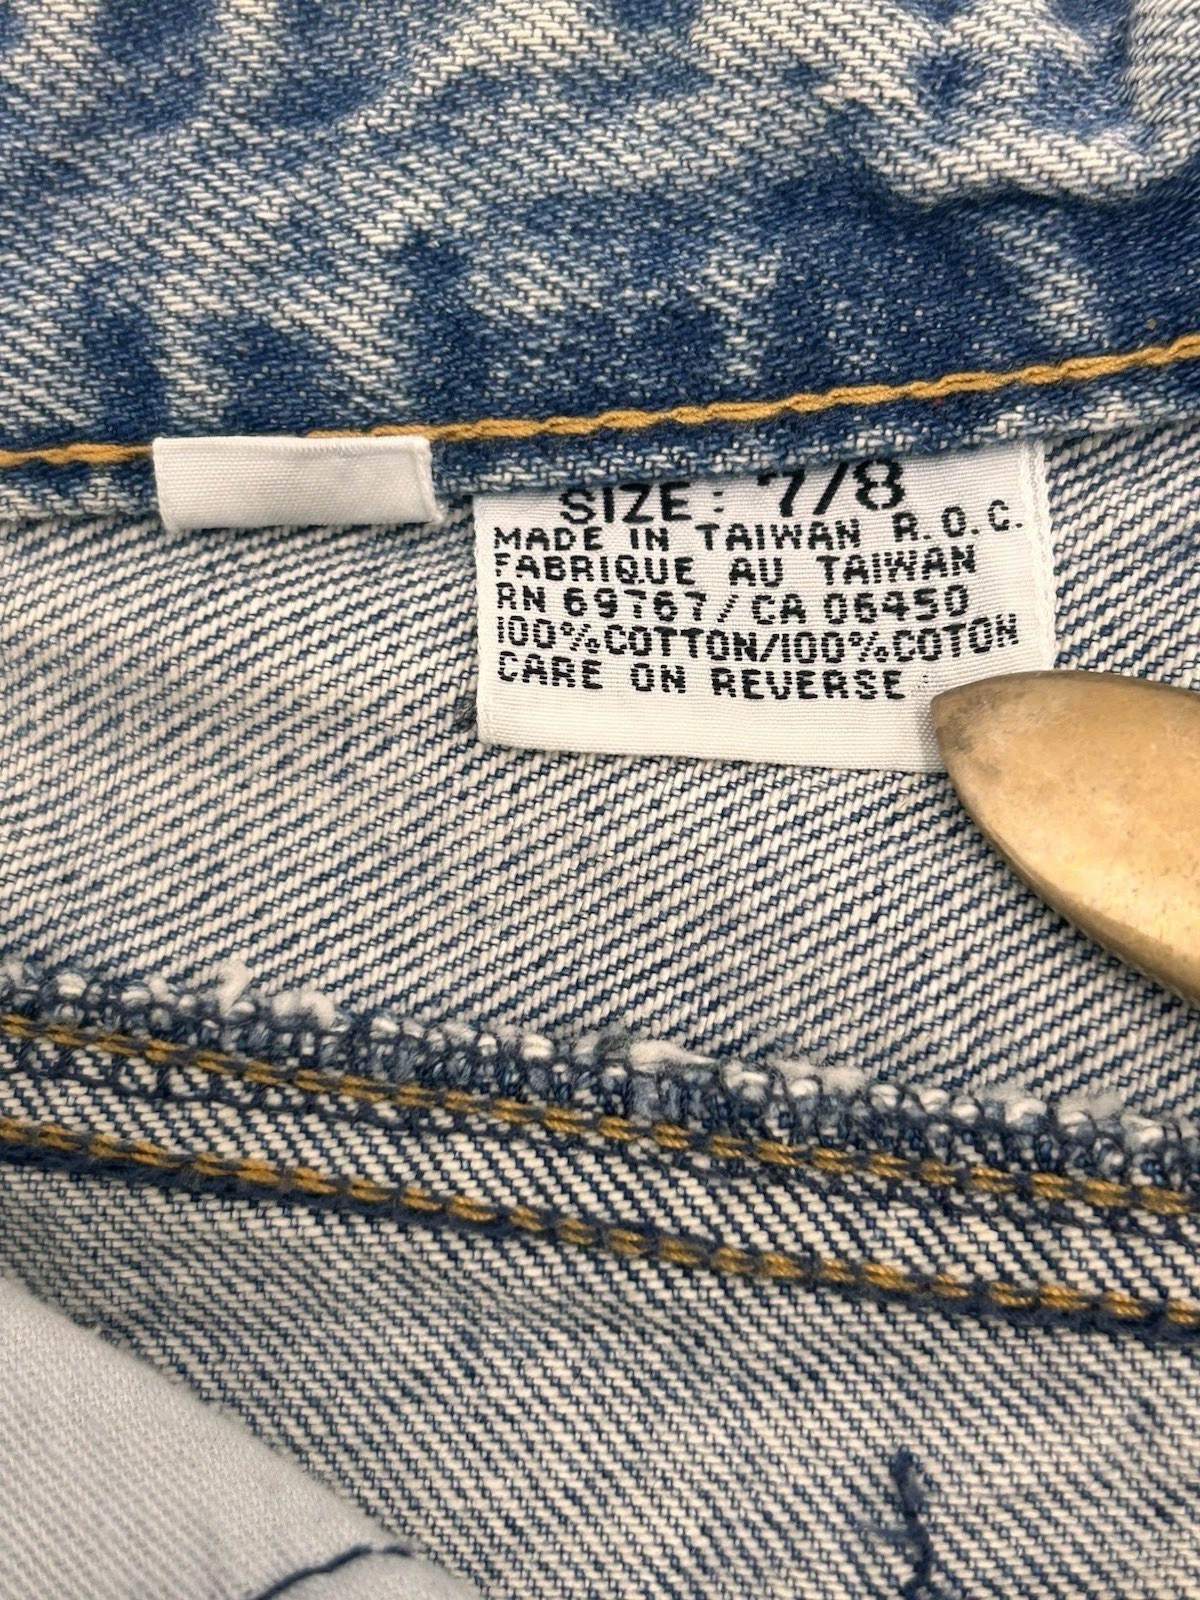 SIZE: 7/8
MADE IN TAIWAN R.O.C.
FABRIQUE AU TAIWAN
RN 69767/CA 06450
100%COTTON/100%COTON
CARE ON REVERSE